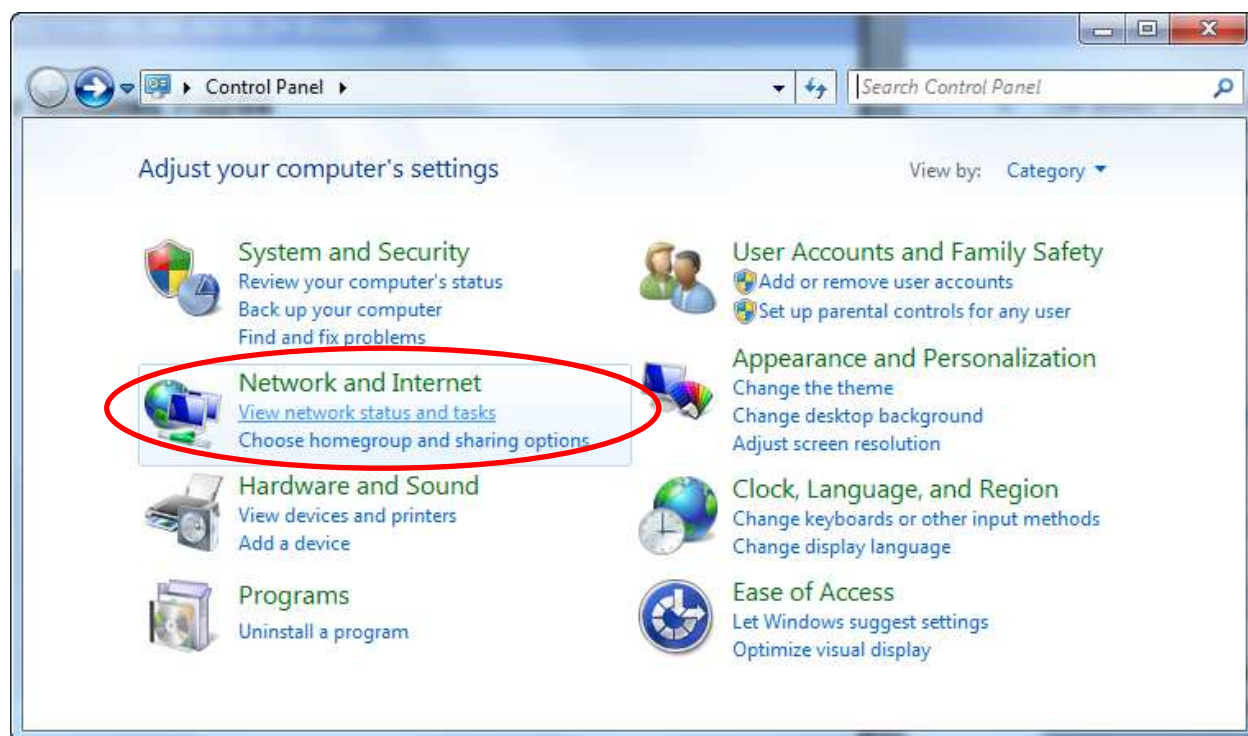 Control Panel
Search Control Panel
Adjust your computer's settings
View by: Category
System and Security
Review your computer's status
Back up your computer
Find and fix problems
Network and Internet
View network status and tasks
Choose homegroup and sharing options
Hardware and Sound
View devices and printers
Add a device
Programs
Uninstall a program
User Accounts and Family Safety
Add or remove user accounts
Set up parental controls for any user
Appearance and Personalization
Change the theme
Change desktop background
Adjust screen resolution
Clock, Language, and Region
Change keyboards or other input methods
Change display language
Ease of Access
Let Windows suggest settings
Optimize visual display